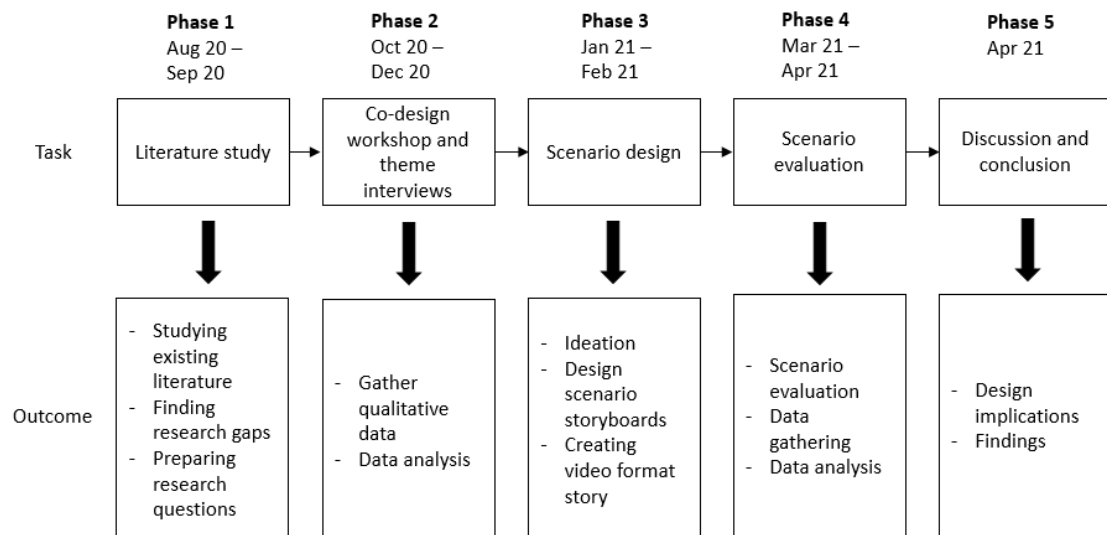 Phase 1
Aug 20 –
Sep 20
Phase 2
Oct 20 –
Dec 20
Phase 3
Jan 21 –
Feb 21
Phase 4
Mar 21 –
Apr 21
Phase 5
Apr 21
Task
Literature study
Co-design
workshop and
theme
interviews
Scenario design
Scenario
evaluation
Discussion and
conclusion
Outcome
- Studying
existing
literature
- Finding
research gaps
- Preparing
research
questions
- Gather
qualitative
data
- Data analysis
- Ideation
- Design
scenario
storyboards
- Creating
video format
story
- Scenario
evaluation
- Data
gathering
- Data analysis
- Design
implications
- Findings